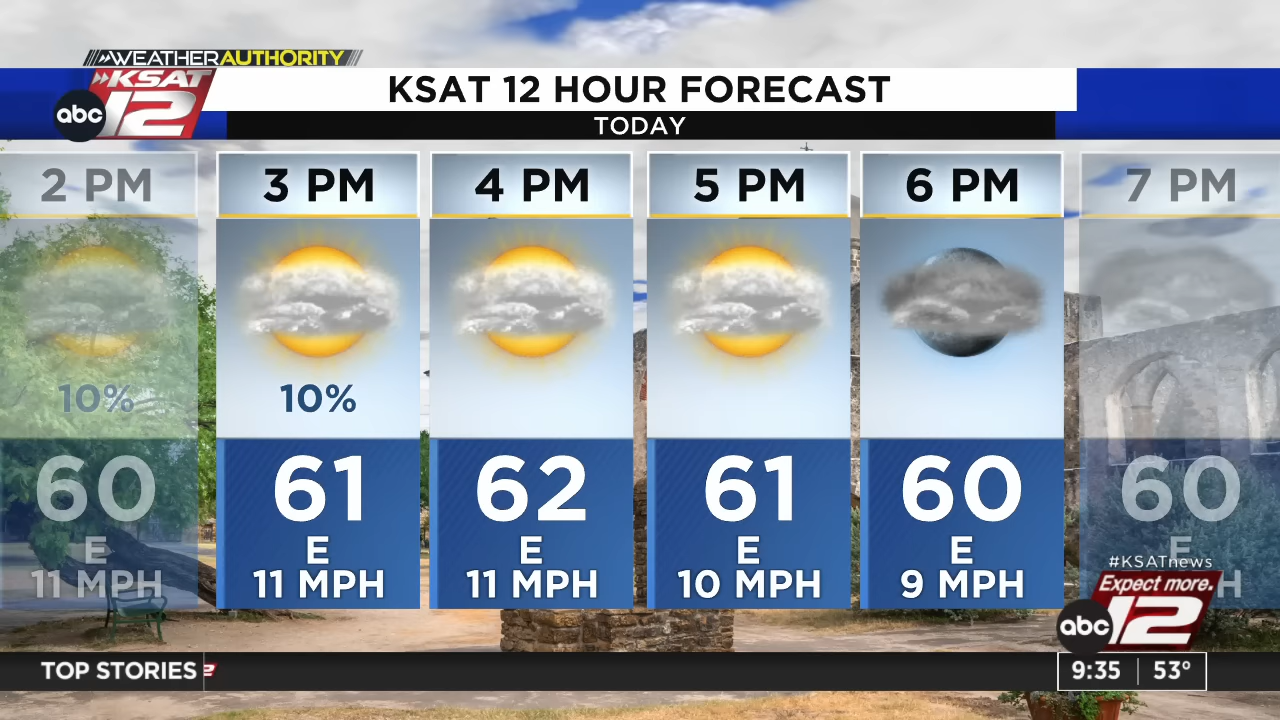 WEATHERAUTHORITY
KSAT
abc 12
KSAT 12 HOUR FORECAST
TODAY
2 PM
3 PM
4 PM
5 PM
6 PM
7 PM
10%
10%
60
61
62
61
60
60
E
E
E
E
E
E
11 MPH
11 MPH
11 MPH
10 MPH
9 MPH
H
#KSATnews
Expect more.
abc 12
TOP STORIES
9:35
53°